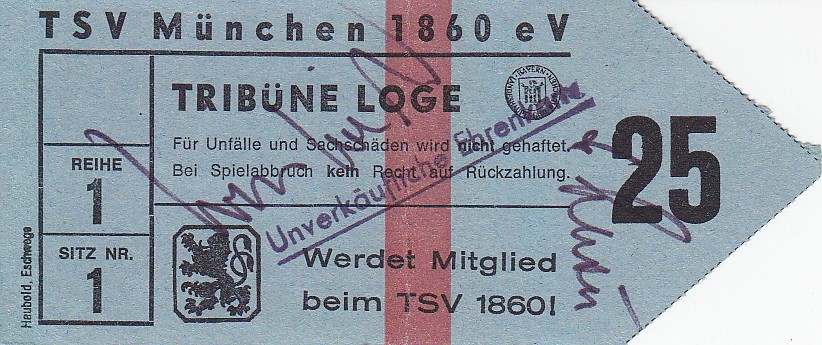 TSV München 1860 eV
TRIBÜNE LOGE
Für Unfälle und Sachschäden wird nicht gehaftet.
Bei Spielabbruch kein Recht auf Rückzahlung.
REIHE
1
SITZ NR.
1
25
Unverkäufliche Ehrenkarte
Werdet Mitglied
beim TSV 1860!
Haubold, Eschwege